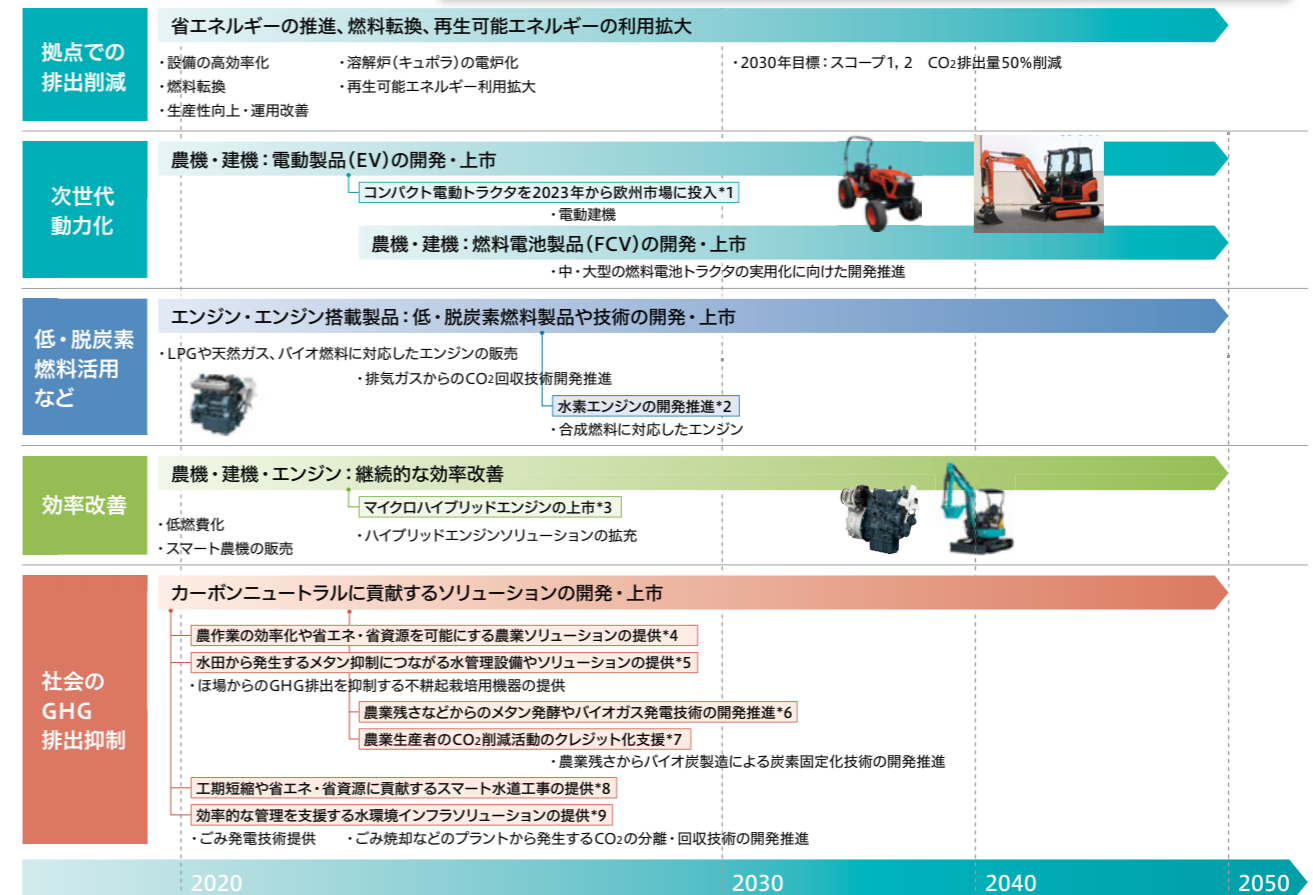 拠点での
排出削減
省エネルギーの推進、燃料転換、再生可能エネルギーの利用拡大
・設備の高効率化
・溶解炉(キュポラ)の電炉化
・2030年目標：スコープ1, 2　CO₂排出量50%削減
・燃料転換
・再生可能エネルギー利用拡大
・生産性向上・運用改善
次世代
動力化
農機・建機：電動製品(EV)の開発・上市
コンパクト電動トラクタを2023年から欧州市場に投入*1
・電動建機
農機・建機：燃料電池製品(FCV)の開発・上市
・中・大型の燃料電池トラクタの実用化に向けた開発推進
低・脱炭素
燃料活用
など
エンジン・エンジン搭載製品：低・脱炭素燃料製品や技術の開発・上市
・LPGや天然ガス、バイオ燃料に対応したエンジンの販売
・排気ガスからのCO₂回収技術開発推進
水素エンジンの開発推進*2
・合成燃料に対応したエンジン
効率改善
農機・建機・エンジン：継続的な効率改善
マイクロハイブリッドエンジンの上市*3
・低燃費化
・ハイブリッドエンジンソリューションの拡充
・スマート農機の販売
社会の
GHG
排出抑制
カーボンニュートラルに貢献するソリューションの開発・上市
農作業の効率化や省エネ・省資源を可能にする農業ソリューションの提供*4
水田から発生するメタン抑制につながる水管理設備やソリューションの提供*5
・ほ場からのGHG排出を抑制する不耕起栽培用機器の提供
農業残さなどからのメタン発酵やバイオガス発電技術の開発推進*6
農業生産者のCO₂削減活動のクレジット化支援*7
・農業残さからバイオ炭製造による炭素固定化技術の開発推進
工期短縮や省エネ・省資源に貢献するスマート水道工事の提供*8
効率的な管理を支援する水環境インフラソリューションの提供*9
・ごみ発電技術提供
・ごみ焼却などのプラントから発生するCO₂の分離・回収技術の開発推進
2020
2030
2040
2050